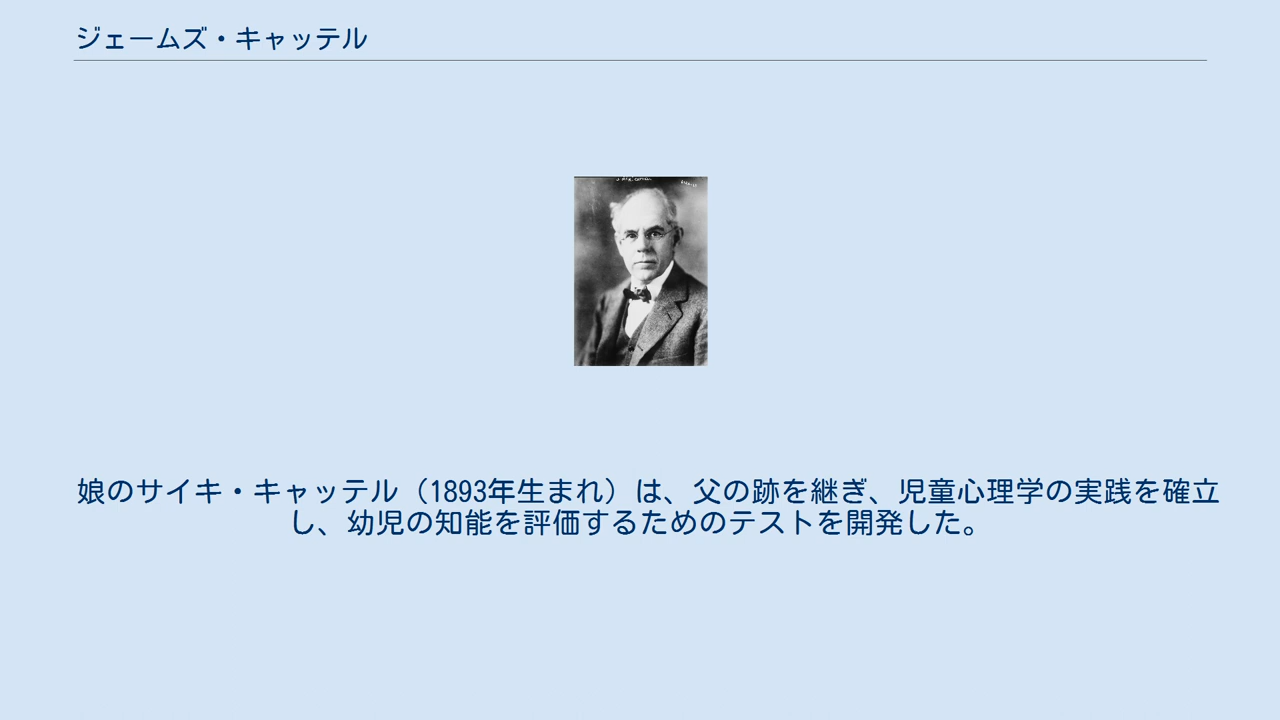 ジェームズ・キャッテル
娘のサイキ・キャッテル（1893年生まれ）は、父の跡を継ぎ、児童心理学の実践を確立
し、幼児の知能を評価するためのテストを開発した。